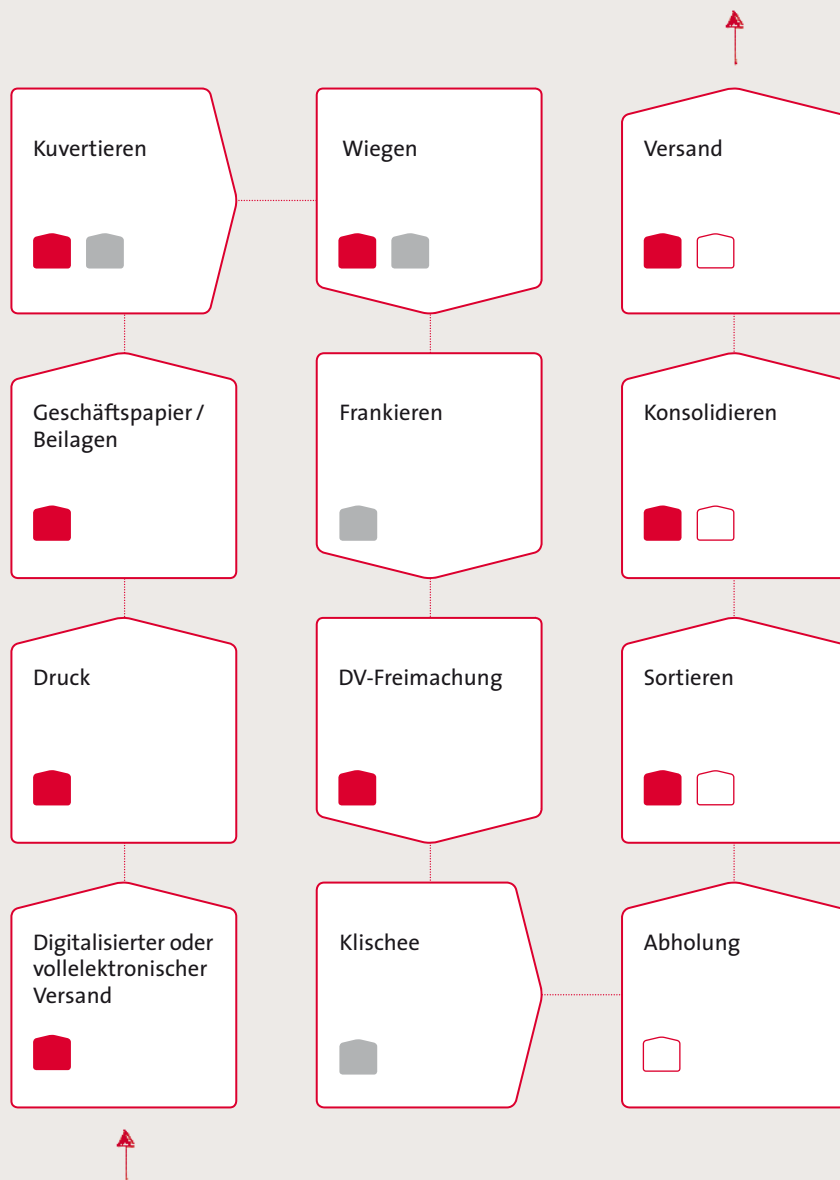 Kuvertieren
Wiegen
Versand
Geschäftspapier /
Beilagen
Frankieren
Konsolidieren
Druck
DV-Freimachung
Sortieren
Digitalisierter oder
vollelektronischer
Versand
Klischee
Abholung